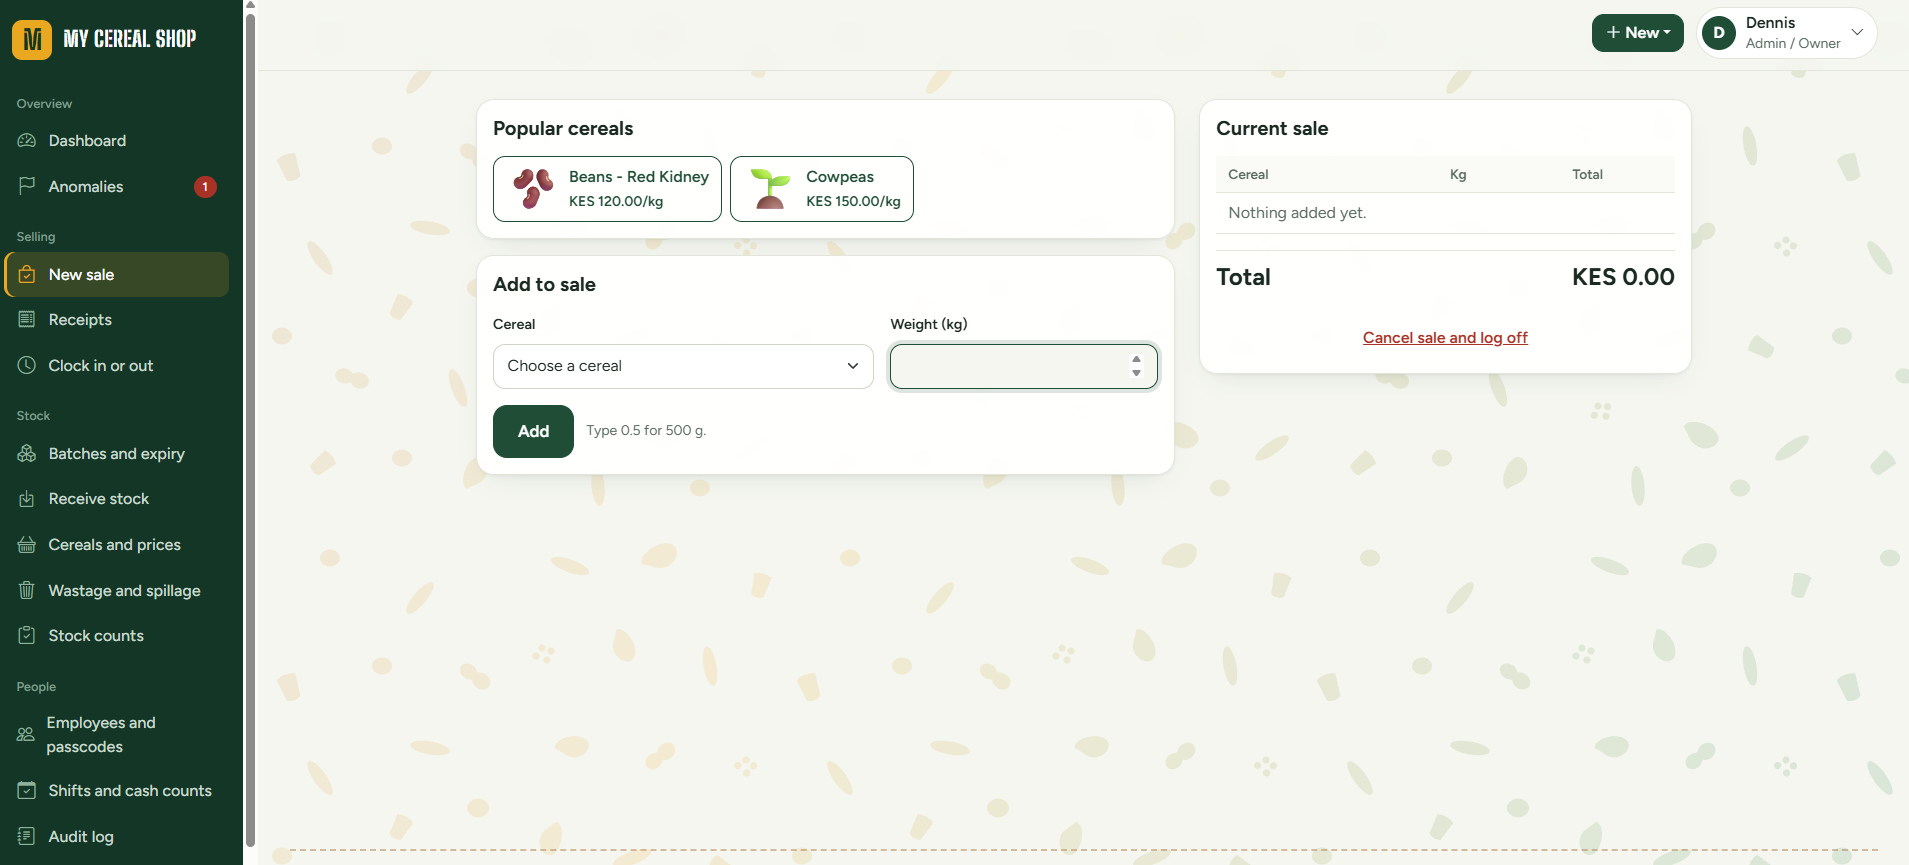 MY CEREAL SHOP
Overview
Dashboard
Anomalies 1
Selling
New sale
Receipts
Clock in or out
Stock
Batches and expiry
Receive stock
Cereals and prices
Wastage and spillage
Stock counts
People
Employees and
passcodes
Shifts and cash counts
Audit log
New
D
Dennis
Admin / Owner
Popular cereals
Beans - Red Kidney
KES 120.00/kg
Cowpeas
KES 150.00/kg
Add to sale
Cereal
Weight (kg)
Choose a cereal
Add
Type 0.5 for 500 g.
Current sale
Cereal Kg Total
Nothing added yet.
Total KES 0.00
Cancel sale and log off